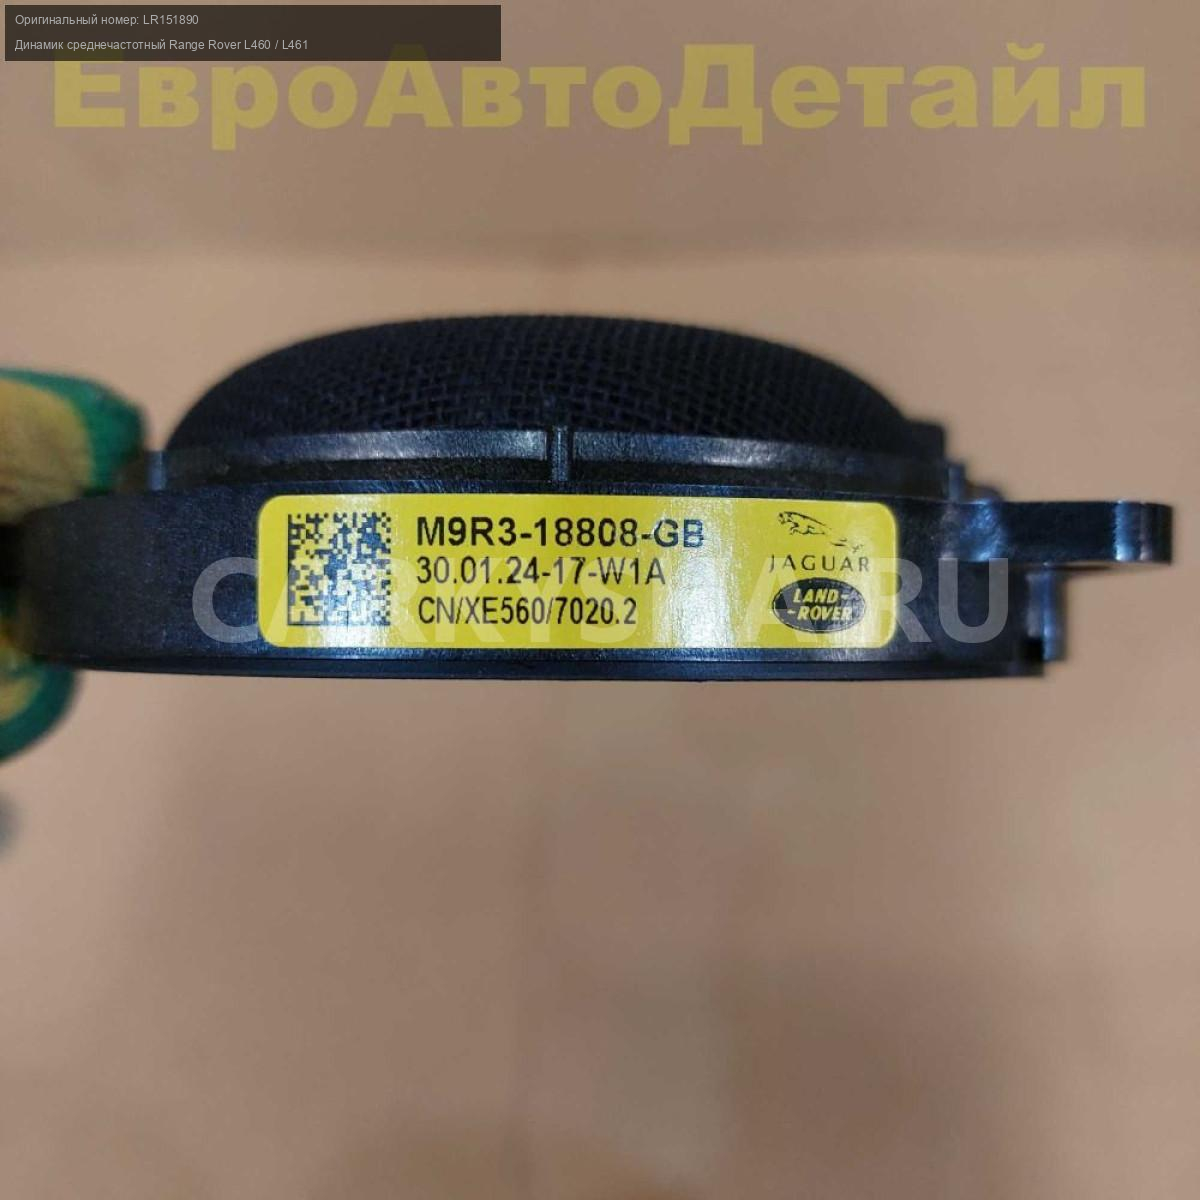 Оригинальный номер: LR151890
Динамик среднечастотный Range Rover L460 / L461
ЕвроАвтоДетайл
M9R3-18808-GB
30.01.24-17-W1A
CN/XE560/7020.2
JAGUAR
LAND-
-ROVER